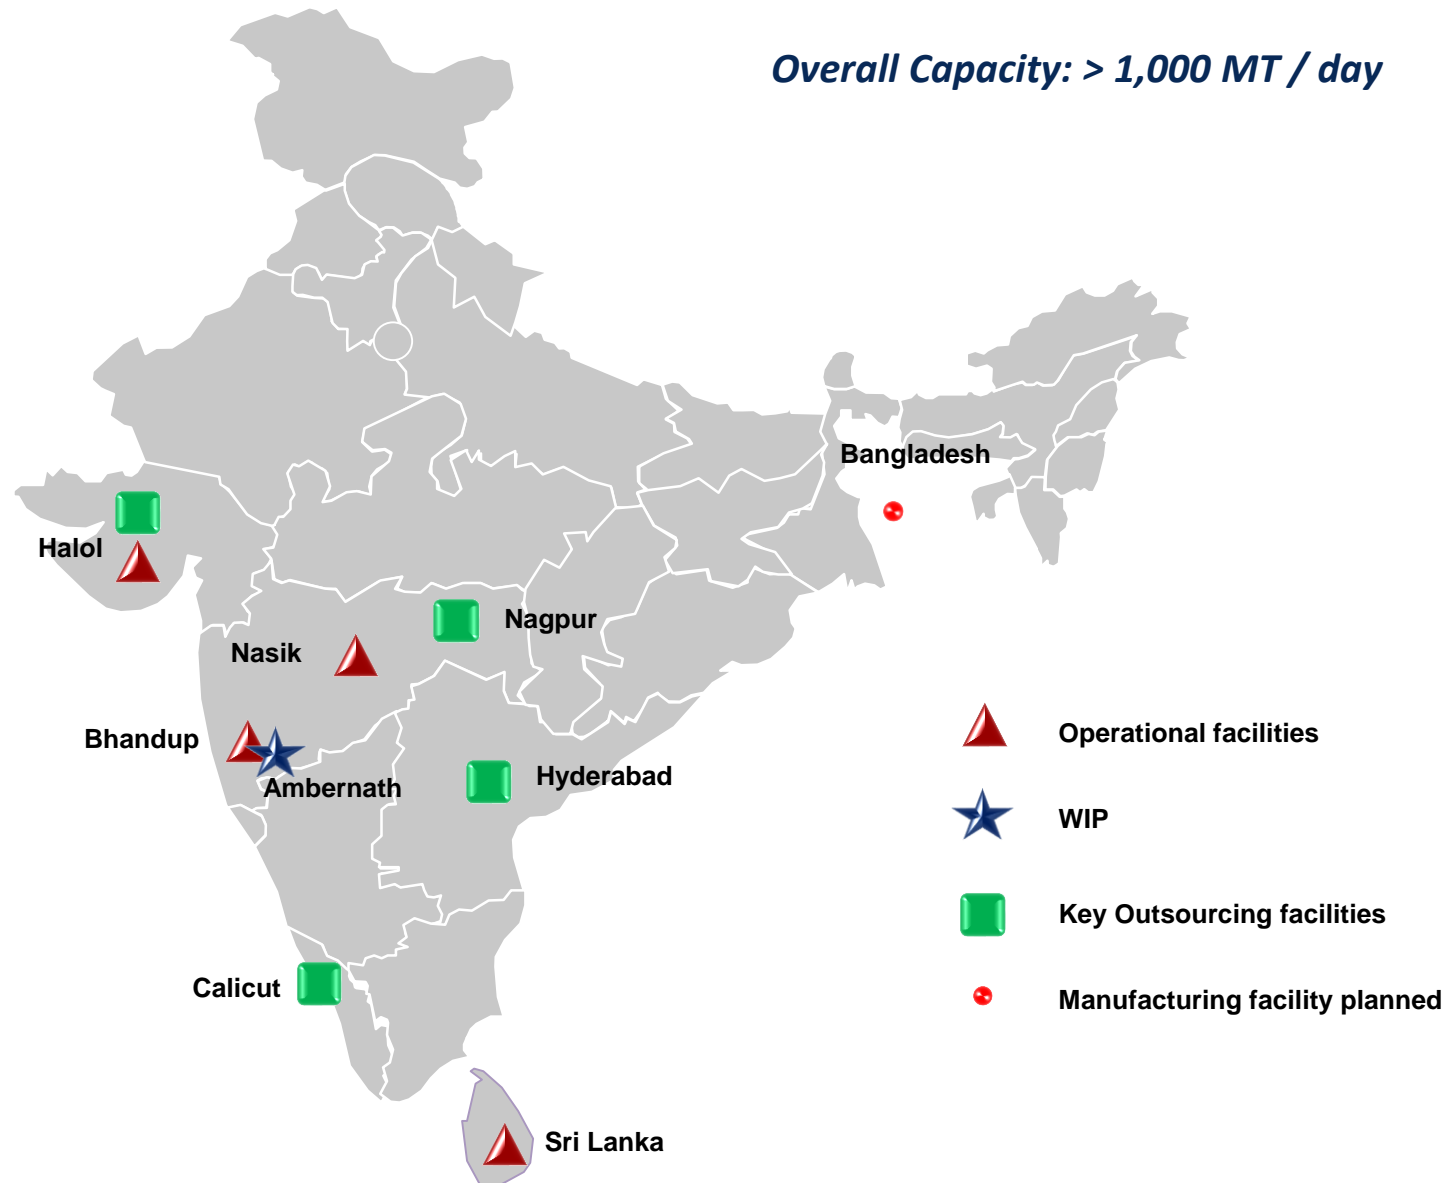 Overall Capacity: > 1,000 MT / day
Bangladesh
Halol
Nagpur
Nasik
Bhandup
Ambernath
Hyderabad
Calicut
Sri Lanka
Operational facilities
WIP
Key Outsourcing facilities
Manufacturing facility planned